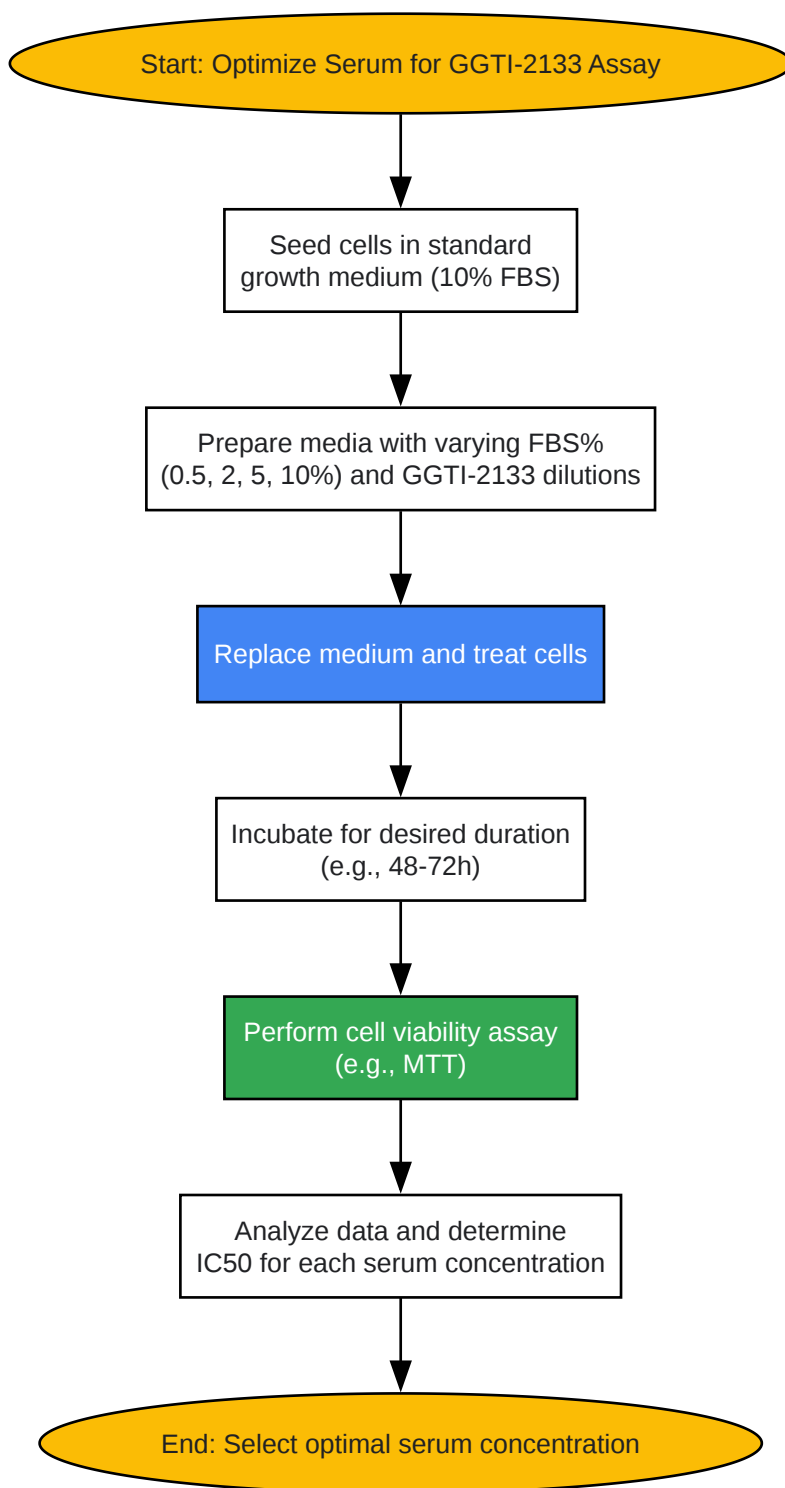 Start: Optimize Serum for GGTI-2133 Assay
Seed cells in standard
growth medium (10% FBS)
Prepare media with varying FBS%
(0.5, 2, 5, 10%) and GGTI-2133 dilutions
Replace medium and treat cells
Incubate for desired duration
(e.g., 48-72h)
Perform cell viability assay
(e.g., MTT)
Analyze data and determine
IC50 for each serum concentration
End: Select optimal serum concentration